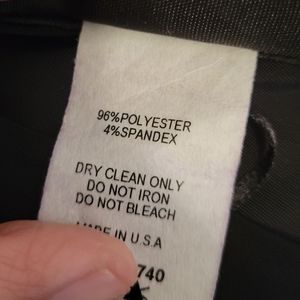 96%POLYESTER
4%SPANDEX
DRY CLEAN ONLY
DO NOT IRON
DO NOT BLEACH
MADE IN U.S.A
740